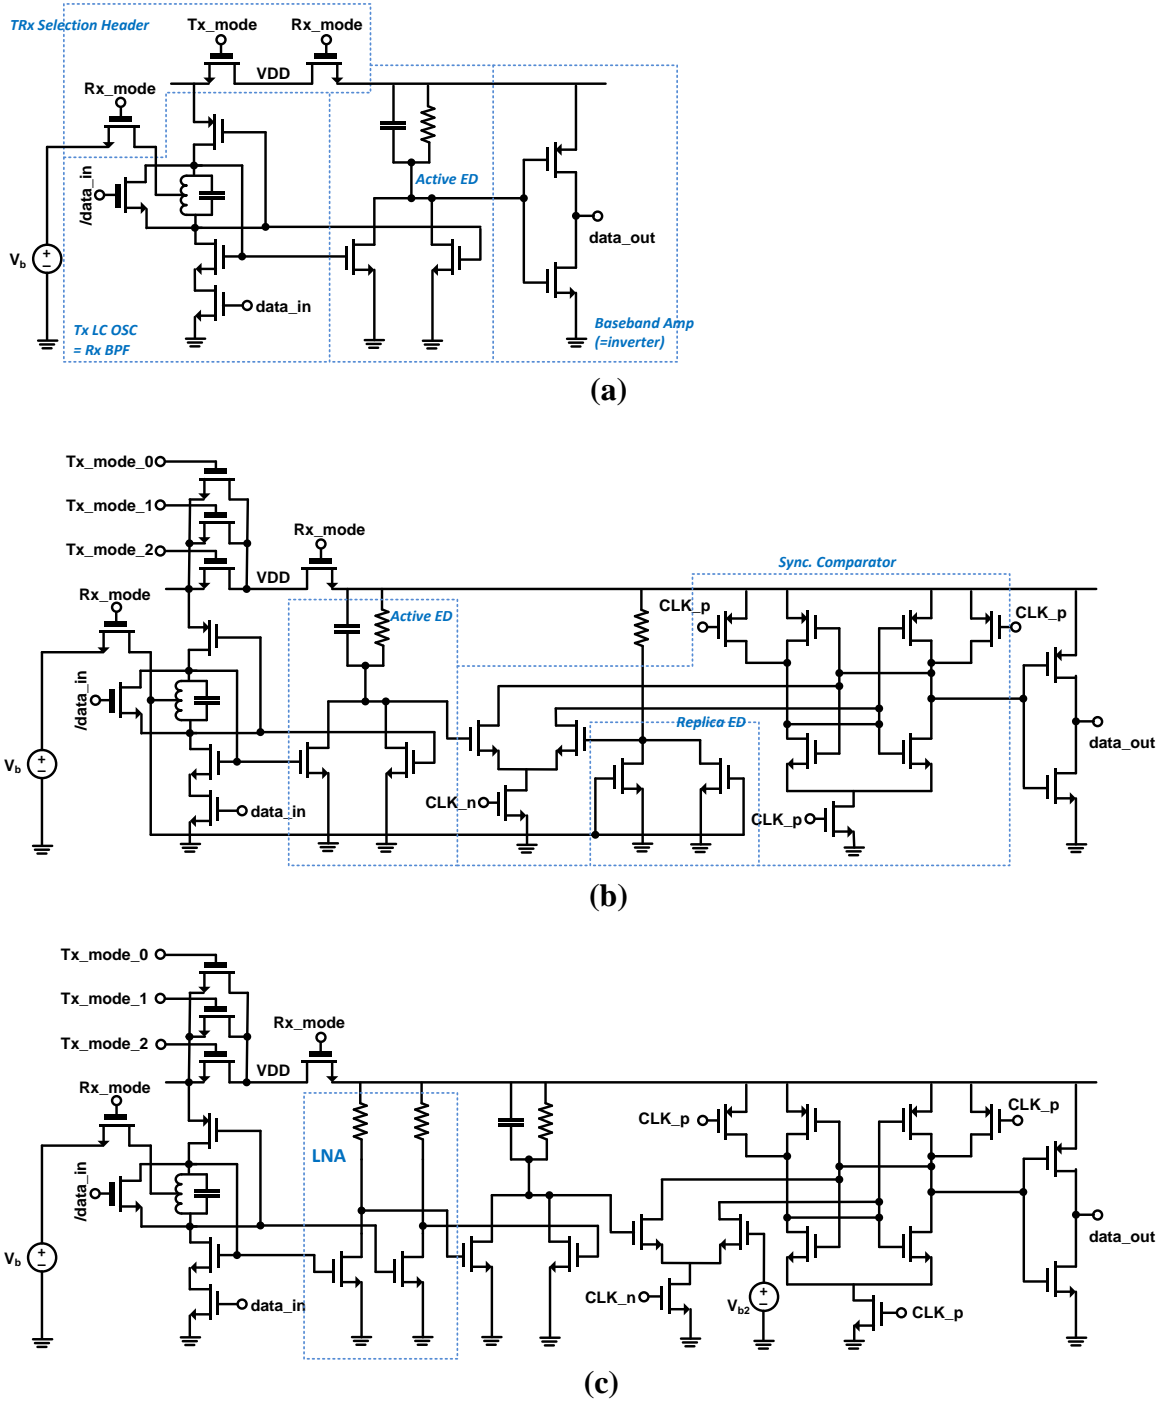 TRx Selection Header
Tx_mode
Rx_mode
VDD
Rx_mode
/data_in
Active ED
data_out
Vb
data_in
Tx LC OSC
= Rx BPF
Baseband Amp
(=inverter)
(a)
Tx_mode_0
Tx_mode_1
Rx_mode
Tx_mode_2
Sync. Comparator
VDD
Rx_mode
CLK_p
CLK_p
Active ED
/data_in
Replica ED
data_out
Vb
CLK_n
data_in
CLK_p
(b)
Tx_mode_0
Tx_mode_1
Rx_mode
Tx_mode_2
VDD
Rx_mode
CLK_p
CLK_p
LNA
/data_in
data_out
Vb
CLK_n
Vb2
data_in
CLK_p
(c)